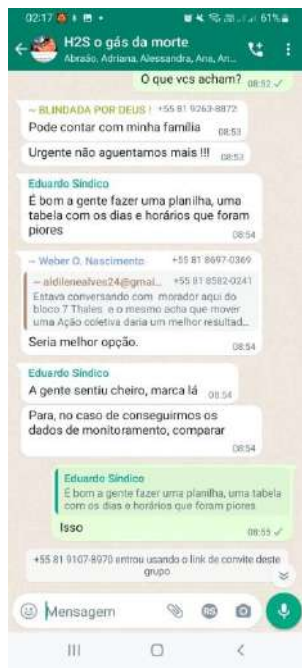 02:17
61%
H2S o gás da morte
Abraão, Adriana, Alessandra, Ana, An...
O que vcs acham? 08:52
~ BLINDADA POR DEUS ! +55 81 9263-8872
Pode contar com minha família 08:53
Urgente não aguentamos mais !!! 08:53
Eduardo Síndico
É bom a gente fazer uma planilha, uma
tabela com os dias e horários que foram
piores
08:54
~ Weber O. Nascimento +55 81 8697-0369
~ aldilenealves24@gmai... +55 81 8582-0241
Estava conversando com morador aqui do
bloco 7 Thales e o mesmo acha que mover
uma Ação coletiva daria um melhor resultad...
Seria melhor opção. 08:54
Eduardo Síndico
A gente sentiu cheiro, marca lá 08:54
Para, no caso de conseguirmos os
dados de monitoramento, comparar
08:54
Eduardo Síndico
É bom a gente fazer uma planilha, uma tabela
com os dias e horários que foram piores
Isso 08:55
+55 81 9107-8970 entrou usando o link de convite deste
grupo
Mensagem